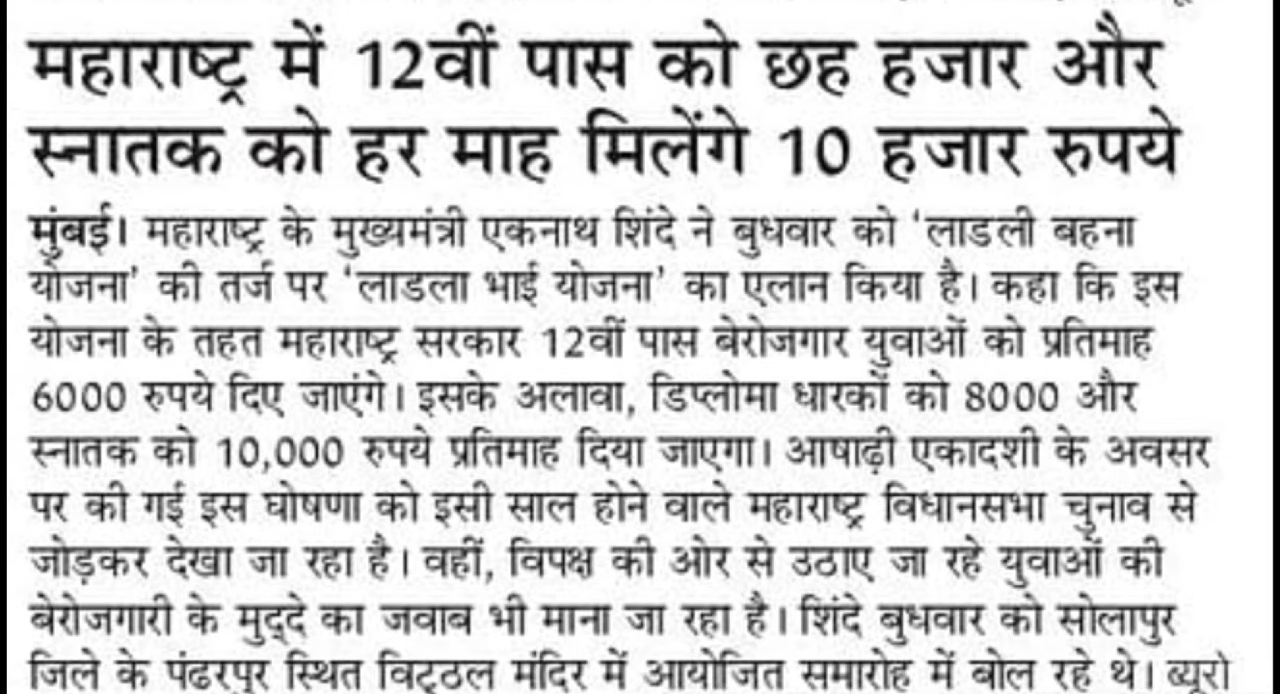 महाराष्ट्र में 12वीं पास को छह हजार और
स्नातक को हर माह मिलेंगे 10 हजार रुपये
मुंबई। महाराष्ट्र के मुख्यमंत्री एकनाथ शिंदे ने बुधवार को 'लाडली बहना
योजना' की तर्ज पर 'लाडला भाई योजना' का एलान किया है। कहा कि इस
योजना के तहत महाराष्ट्र सरकार 12वीं पास बेरोजगार युवाओं को प्रतिमाह
6000 रुपये दिए जाएंगे। इसके अलावा, डिप्लोमा धारकों को 8000 और
स्नातक को 10,000 रुपये प्रतिमाह दिया जाएगा। आषाढ़ी एकादशी के अवसर
पर की गई इस घोषणा को इसी साल होने वाले महाराष्ट्र विधानसभा चुनाव से
जोड़कर देखा जा रहा है। वहीं, विपक्ष की ओर से उठाए जा रहे युवाओं की
बेरोजगारी के मुद्दे का जवाब भी माना जा रहा है। शिंदे बुधवार को सोलापुर
जिले के पंढरपुर स्थित विट्ठल मंदिर में आयोजित समारोह में बोल रहे थे। ब्यूरो